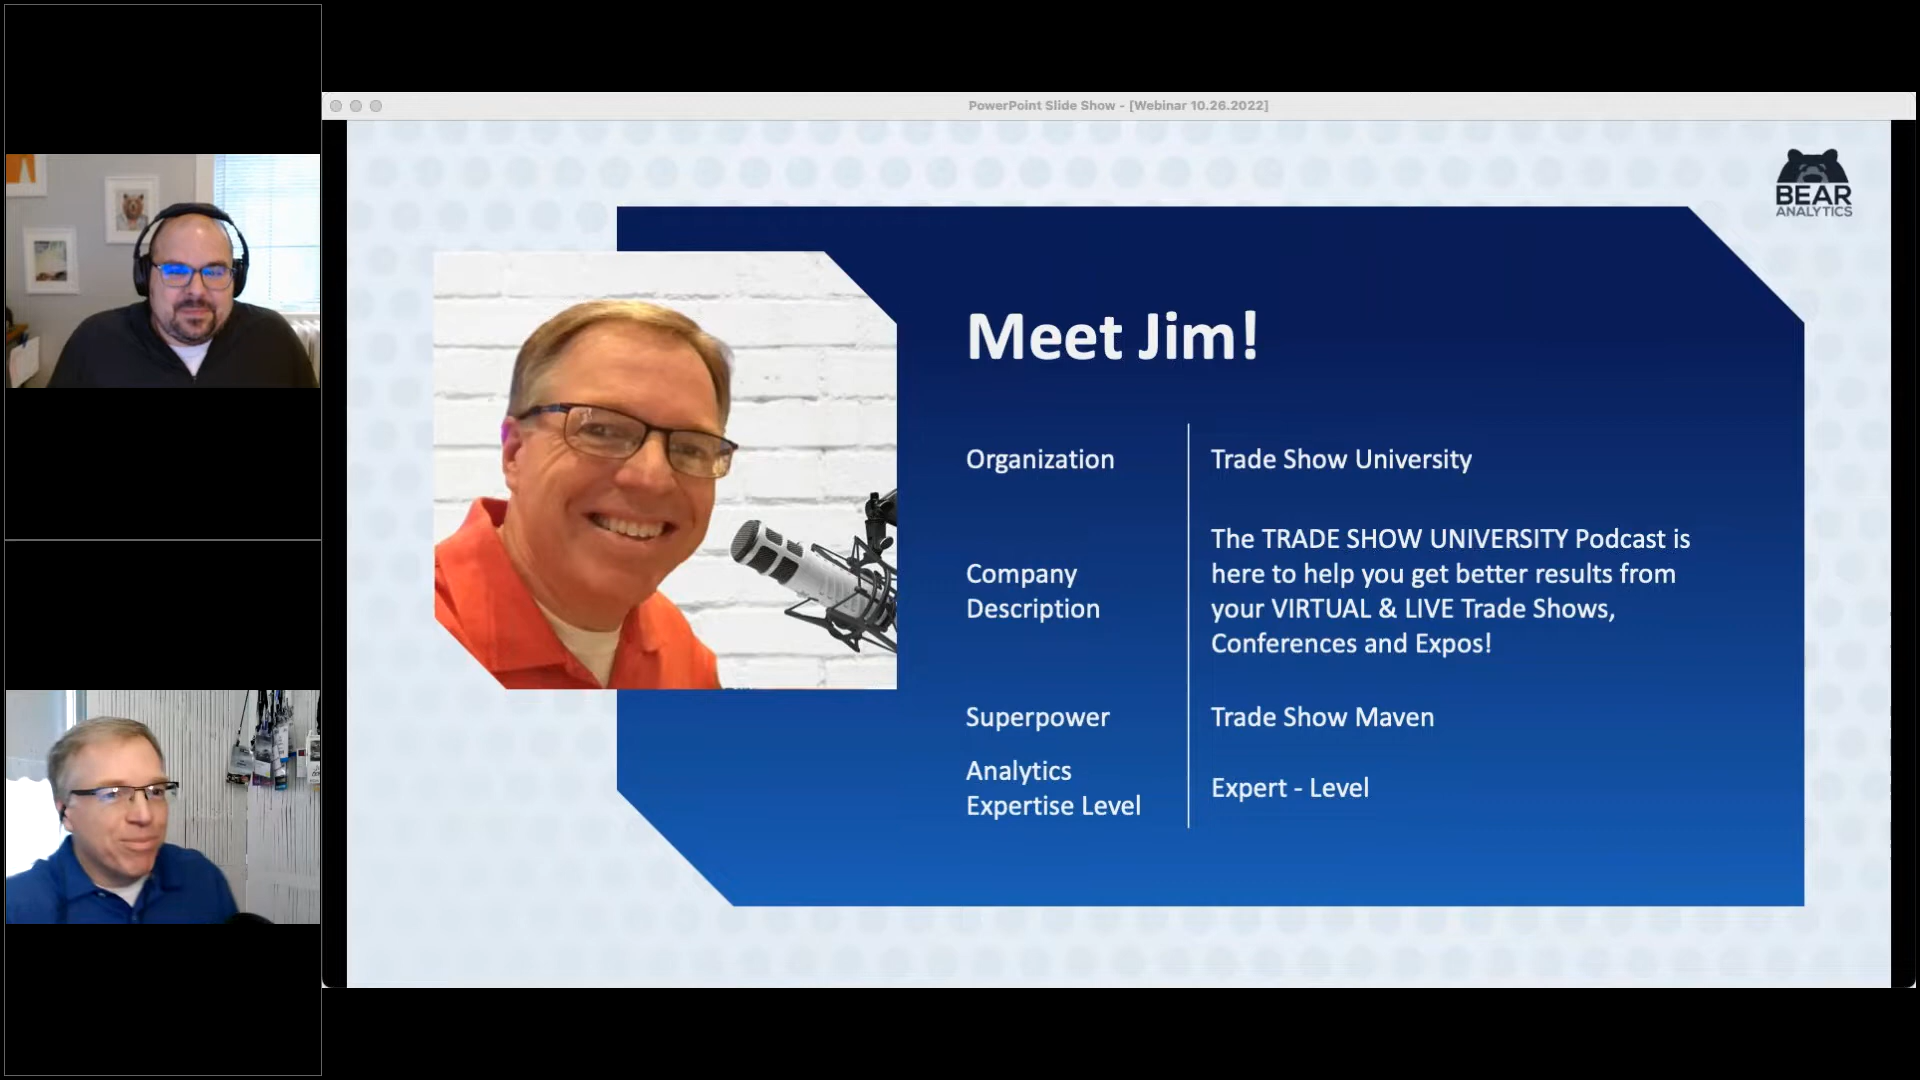 PowerPoint Slide Show - [Webinar 10.26.2022]
BEAR
ANALYTICS
Meet Jim!
Organization
Trade Show University
Company
Description
The TRADE SHOW UNIVERSITY Podcast is
here to help you get better results from
your VIRTUAL & LIVE Trade Shows,
Conferences and Expos!
Superpower
Trade Show Maven
Analytics
Expertise Level
Expert - Level